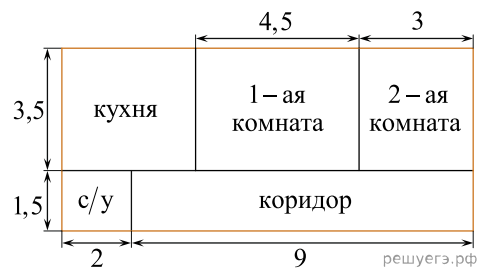 4,5
3
3,5
кухня
1 – ая
комната
2 – ая
комната
1,5
с/у
коридор
2
9
решуегэ.рф